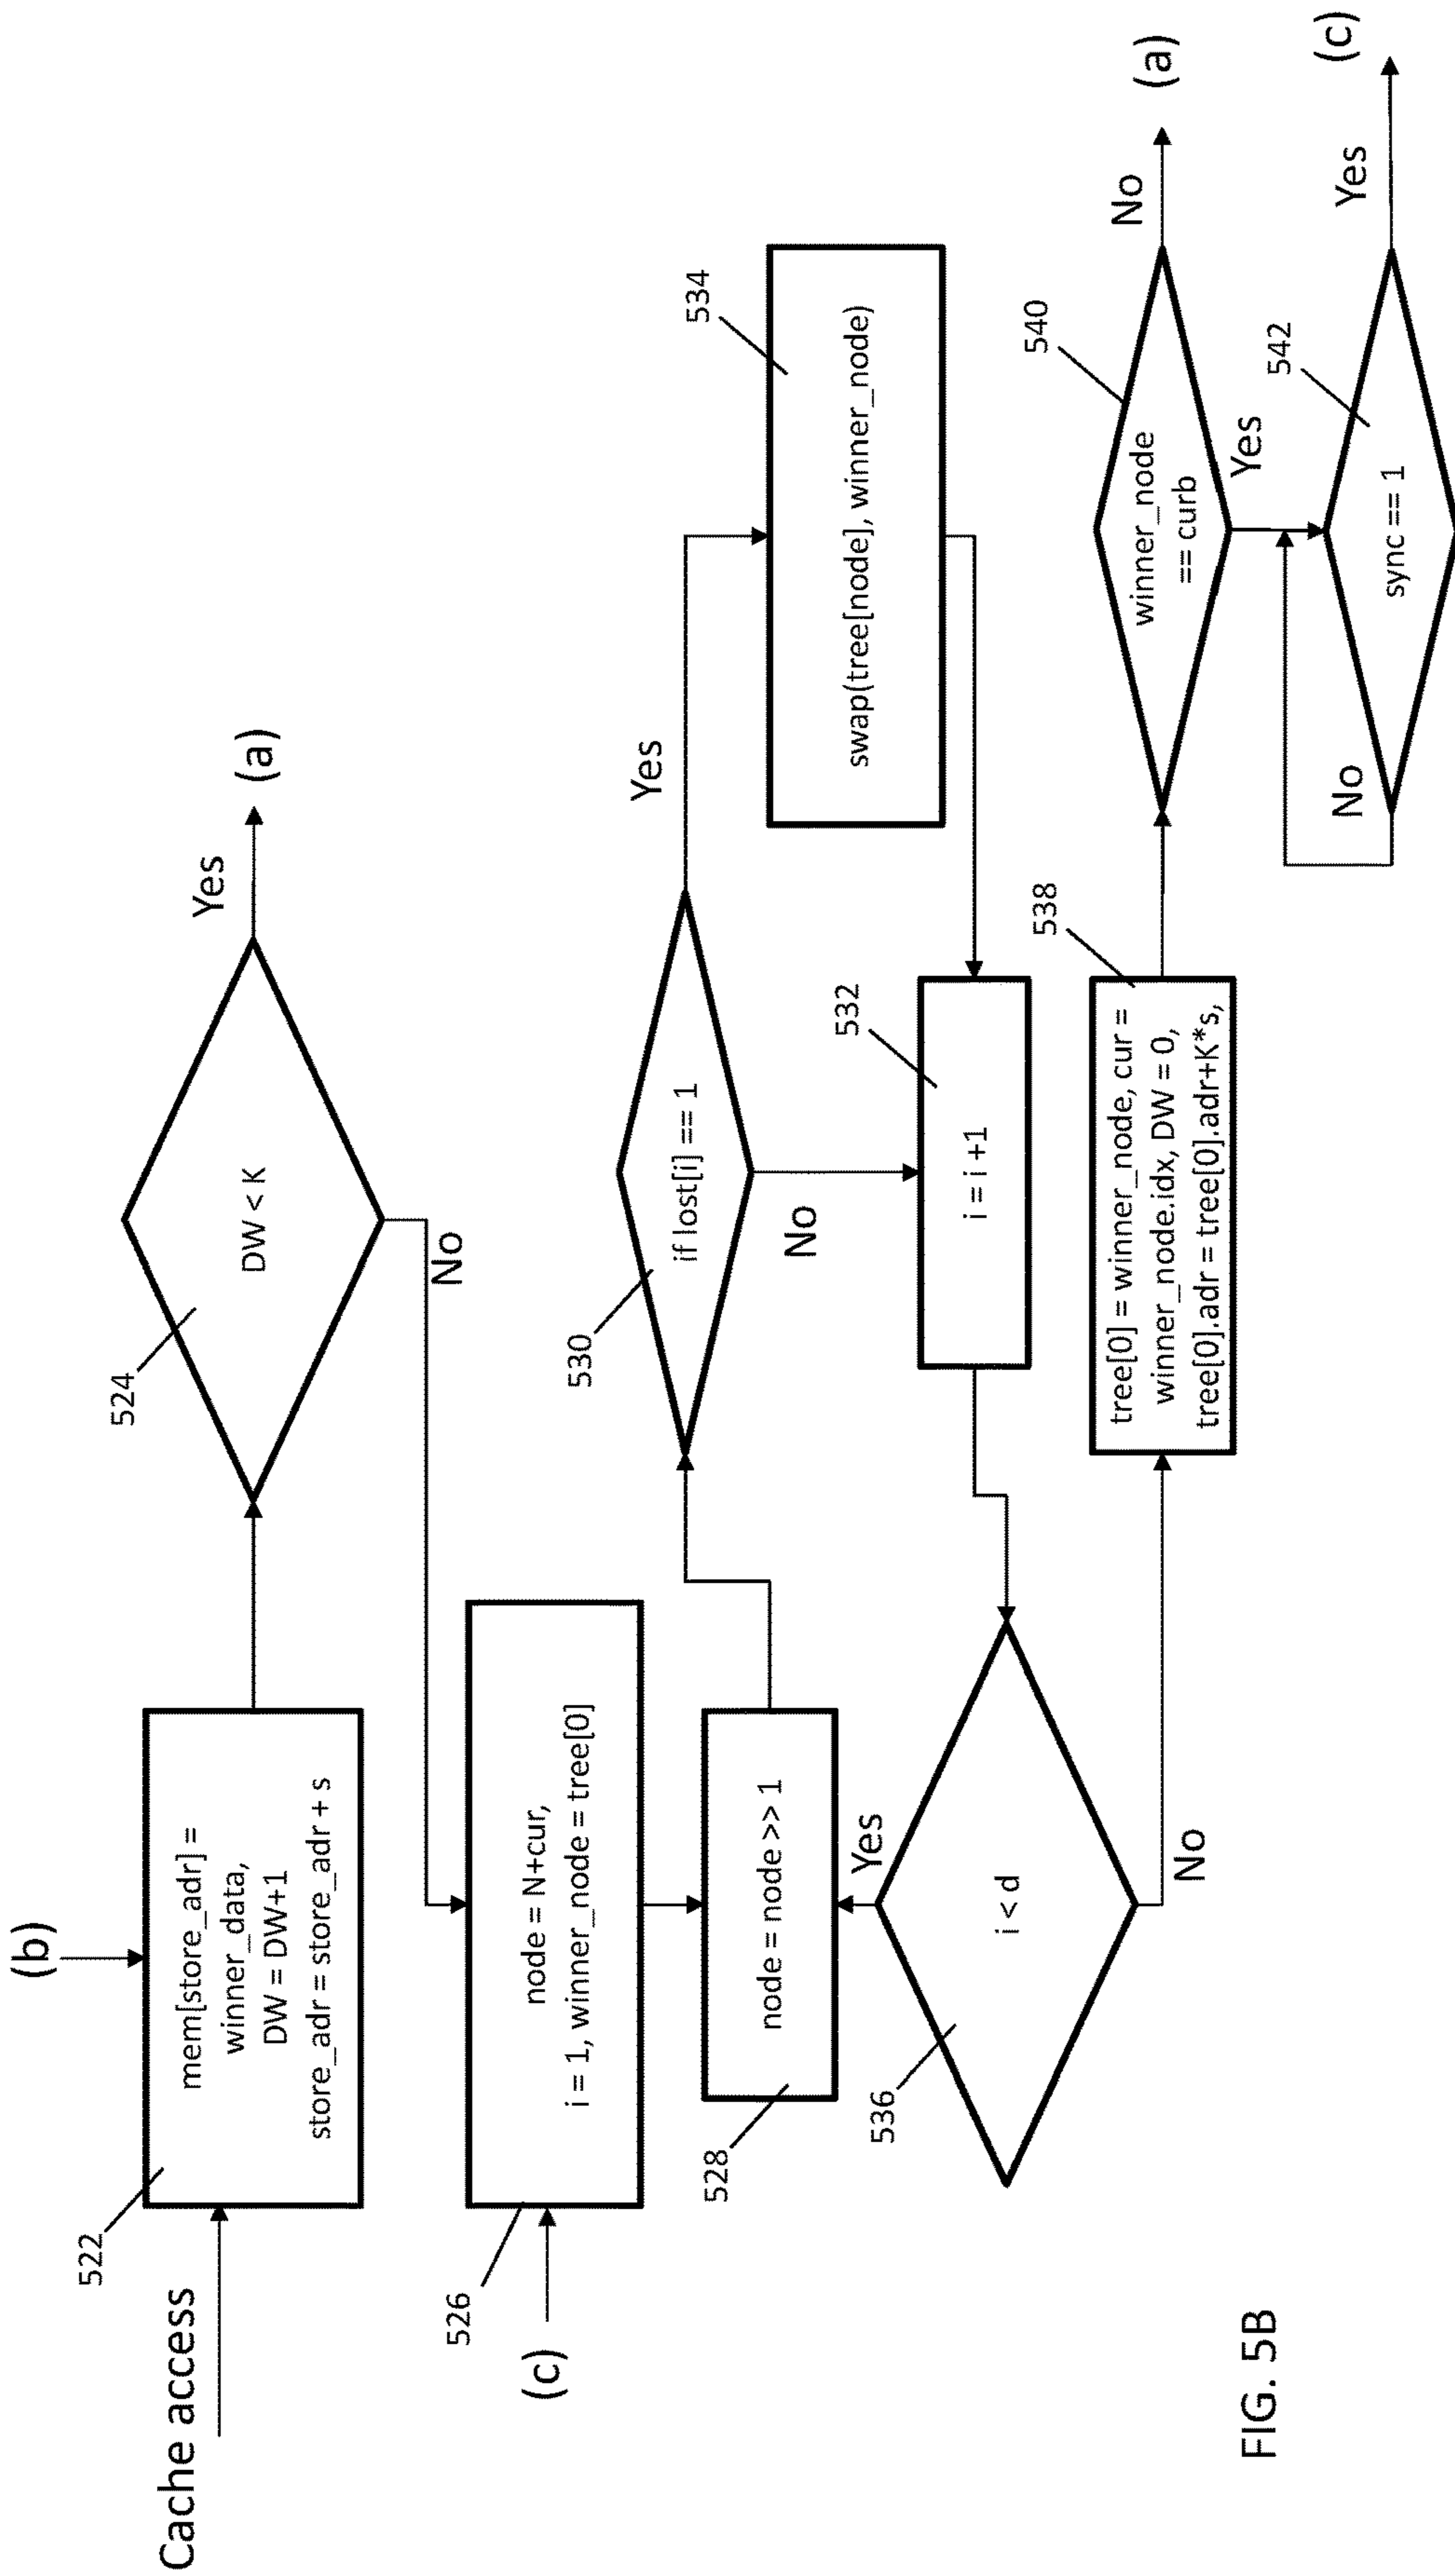 (b)
Cache access
522
mem[store_adr] =
winner_data,
DW = DW+1
store_adr = store_adr + s
524
DW < K
Yes
(a)
No
(c)
526
node = N+cur,
i = 1, winner_node = tree[0]
528
node = node >> 1
530
if lost[i] == 1
Yes
No
534
swap(tree[node], winner_node)
532
i = i +1
536
i < d
Yes
No
538
tree[0] = winner_node, cur =
winner_node.idx, DW = 0,
tree[0].adr = tree[0].adr+K*s,
540
winner_node
== curb
No
(a)
Yes
542
sync == 1
No
Yes
(c)
FIG. 5B